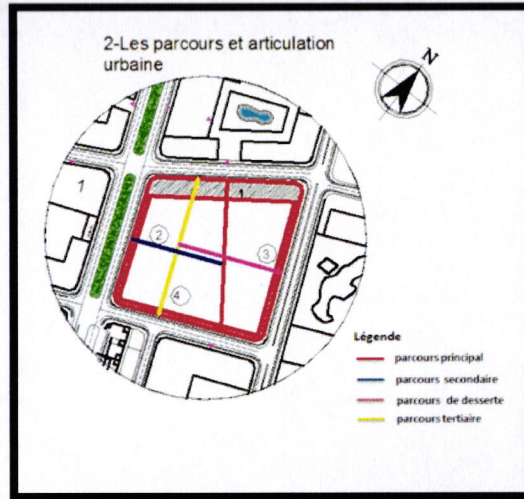 2-Les parcours et articulation
urbaine
N
1
1
2
3
4
Légende
parcours principal
parcours secondaire
parcours de desserte
parcours tertiaire